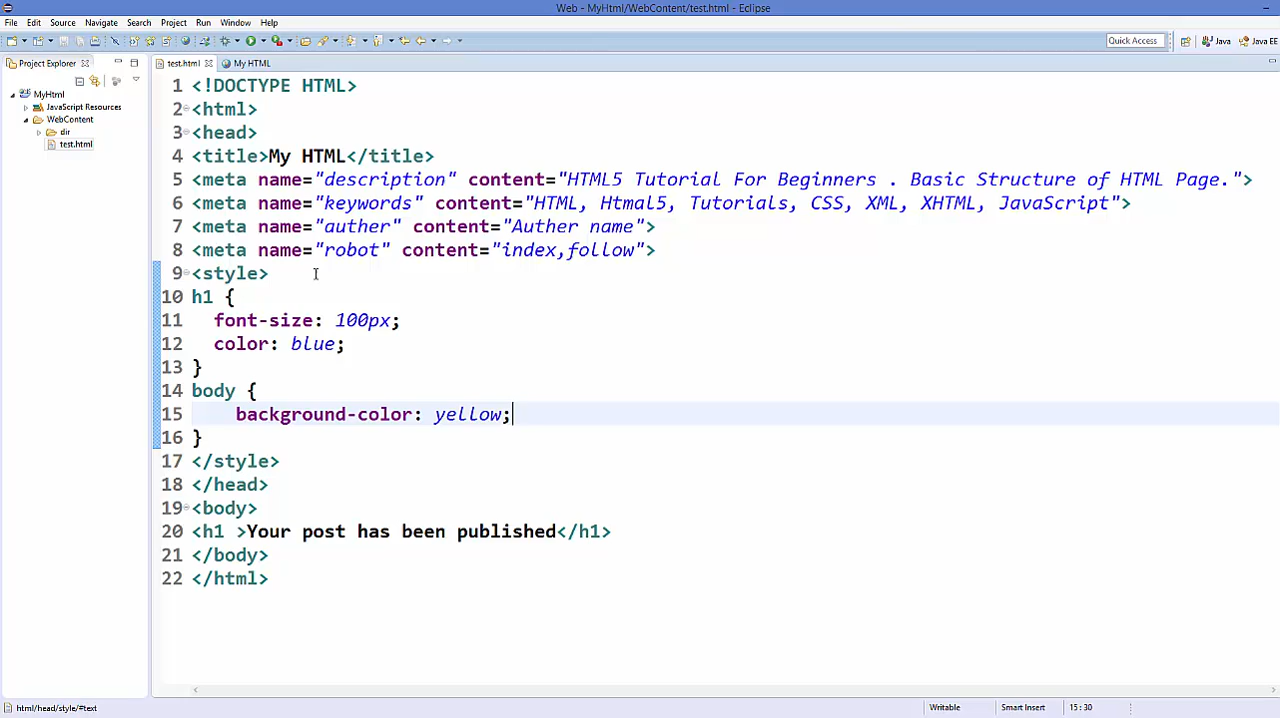 Web - MyHtml/WebContent/test.html - Eclipse
File Edit Source Navigate Search Project Run Window Help
Quick Access Java Java EE
Project Explorer test.html My HTML
MyHtml
JavaScript Resources
WebContent
dir
test.html
1 <!DOCTYPE HTML>
2 <html>
3 <head>
4 <title>My HTML</title>
5 <meta name="description" content="HTML5 Tutorial For Beginners . Basic Structure of HTML Page.">
6 <meta name="keywords" content="HTML, Htmal5, Tutorials, CSS, XML, XHTML, JavaScript">
7 <meta name="auther" content="Auther name">
8 <meta name="robot" content="index,follow">
9 <style>
10 h1 {
11 font-size: 100px;
12 color: blue;
13 }
14 body {
15 background-color: yellow;
16 }
17 </style>
18 </head>
19 <body>
20 <h1 >Your post has been published</h1>
21 </body>
22 </html>
html/head/style/#text Writable Smart Insert 15 : 30